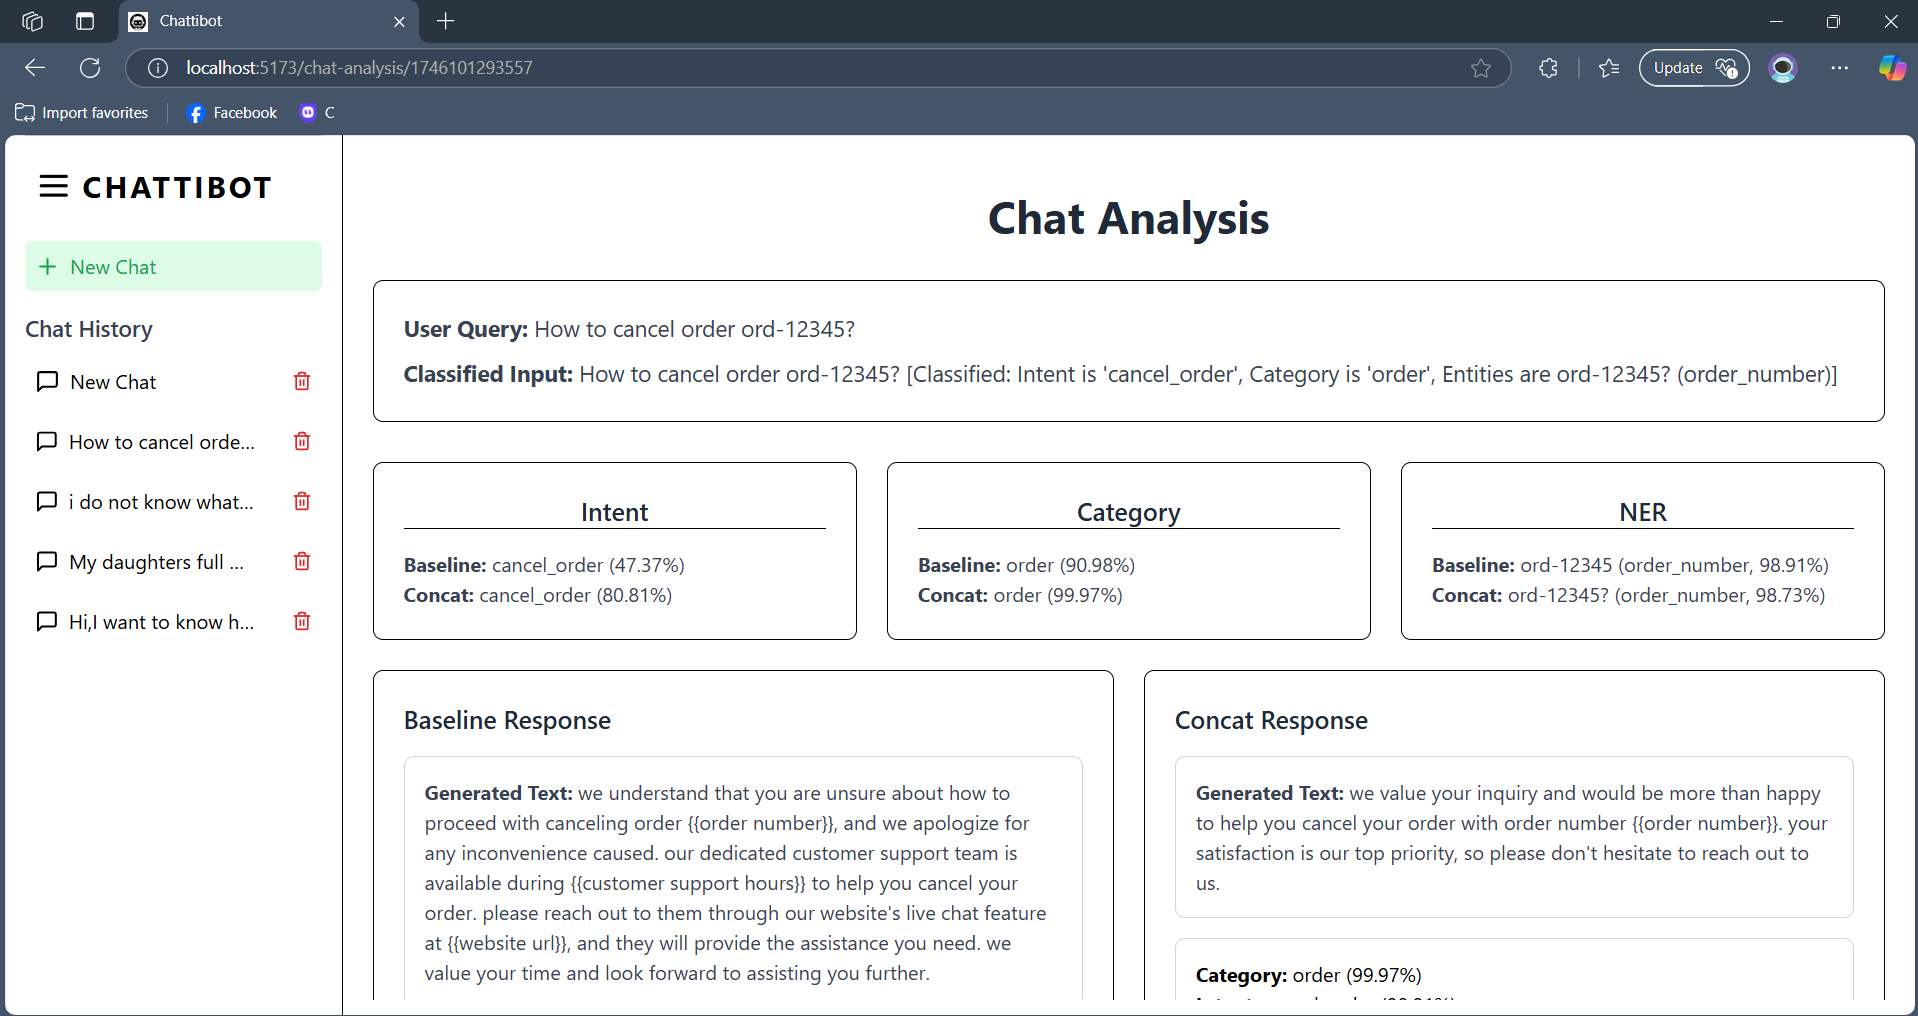 Chattibot
localhost:5173/chat-analysis/1746101293557
Update
Import favorites
Facebook
C
CHATTIBOT
New Chat
Chat History
New Chat
How to cancel orde...
i do not know what...
My daughters full ...
Hi,I want to know h...
Chat Analysis
User Query: How to cancel order ord-12345?
Classified Input: How to cancel order ord-12345? [Classified: Intent is 'cancel_order', Category is 'order', Entities are ord-12345? (order_number)]
Intent
Baseline: cancel_order (47.37%)
Concat: cancel_order (80.81%)
Category
Baseline: order (90.98%)
Concat: order (99.97%)
NER
Baseline: ord-12345 (order_number, 98.91%)
Concat: ord-12345? (order_number, 98.73%)
Baseline Response
Generated Text: we understand that you are unsure about how to
proceed with canceling order {{order number}}, and we apologize for
any inconvenience caused. our dedicated customer support team is
available during {{customer support hours}} to help you cancel your
order. please reach out to them through our website's live chat feature
at {{website url}}, and they will provide the assistance you need. we
value your time and look forward to assisting you further.
Concat Response
Generated Text: we value your inquiry and would be more than happy
to help you cancel your order with order number {{order number}}. your
satisfaction is our top priority, so please don't hesitate to reach out to
us.
Category: order (99.97%)